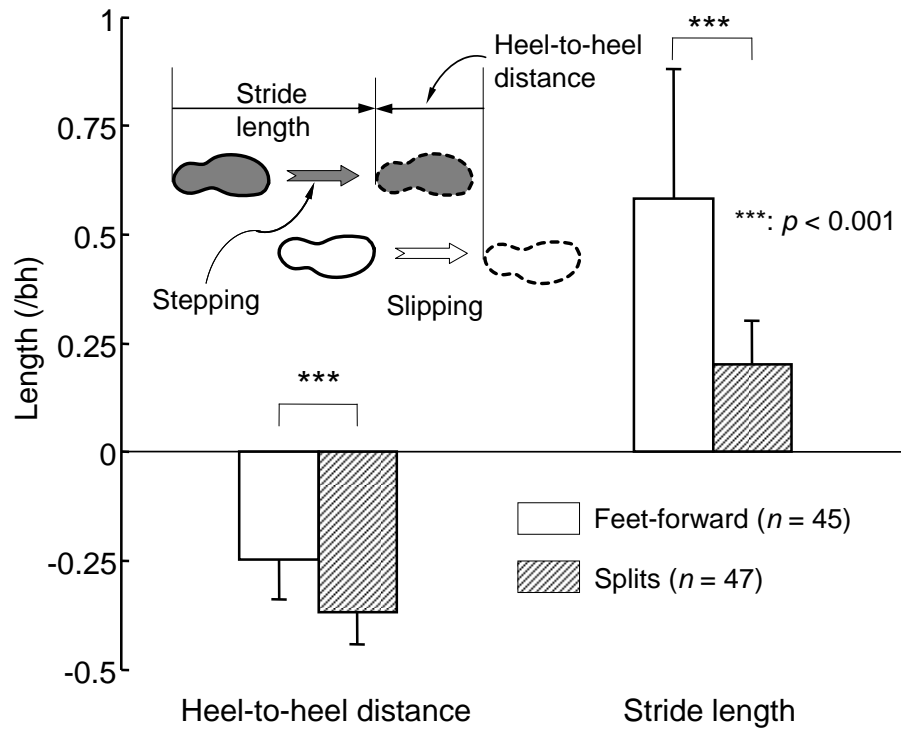 1
0.75
0.5
0.25
0
-0.25
-0.5
Length (/bh)
Stride
length
Heel-to-heel
distance
Stepping
Slipping
***
***
***: p < 0.001
Feet-forward (n = 45)
Splits (n = 47)
Heel-to-heel distance
Stride length